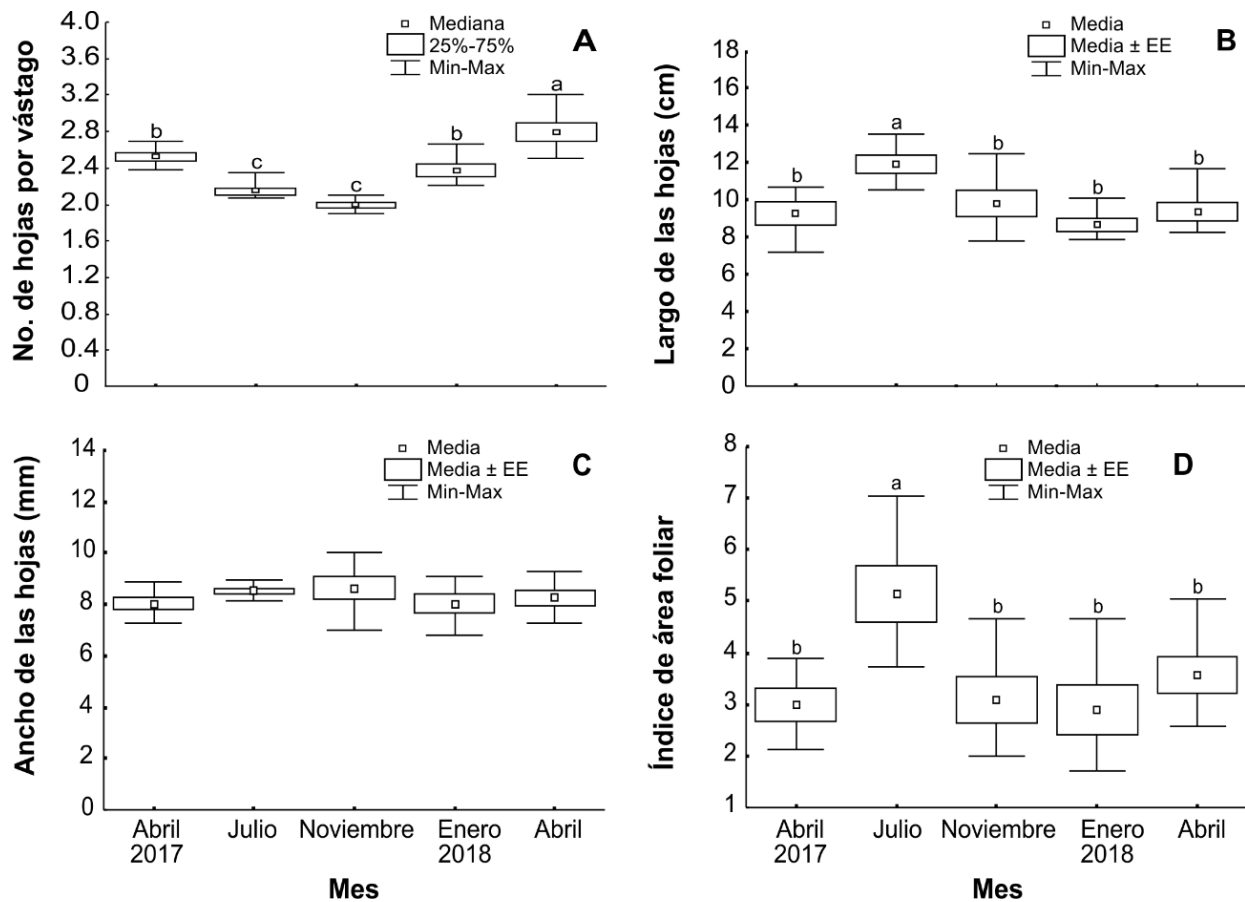 4.0
3.6
3.2
2.8
2.4
2.0
1.6
1.2
0.8
0.4
0
No. de hojas por vástago
Mediana
25%-75%
Min-Max
A
b
c
c
b
a
14
12
10
8
6
4
2
0
Largo de las hojas (cm)
Media
Media ± EE
Min-Max
B
b
a
b
b
b
14
12
10
8
6
4
2
0
Ancho de las hojas (mm)
Media
Media ± EE
Min-Max
C
Abril
2017
Julio
Noviembre
Enero
2018
Abril
Mes
8
7
6
5
4
3
2
1
Índice de área foliar
Media
Media ± EE
Min-Max
D
b
a
b
b
b
Abril
2017
Julio
Noviembre
Enero
2018
Abril
Mes